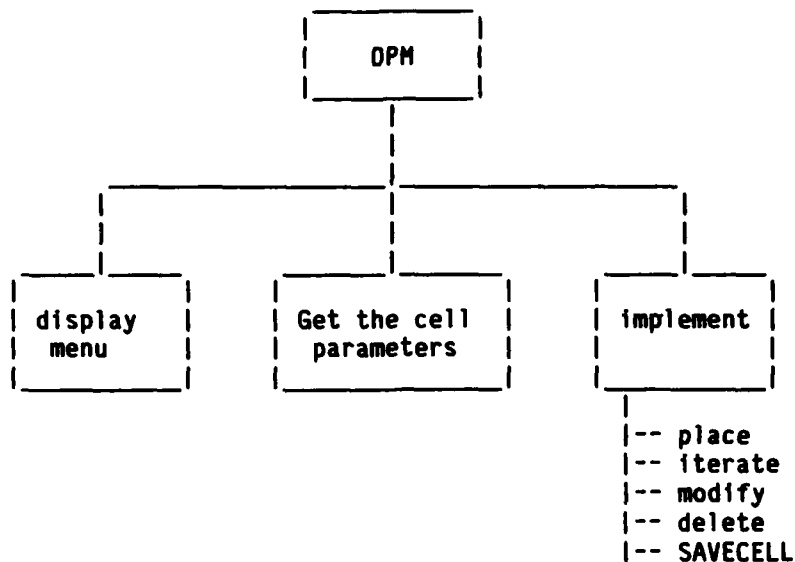 DPM
display
menu
Get the cell
parameters
implement
-- place
-- iterate
-- modify
-- delete
-- SAVECELL